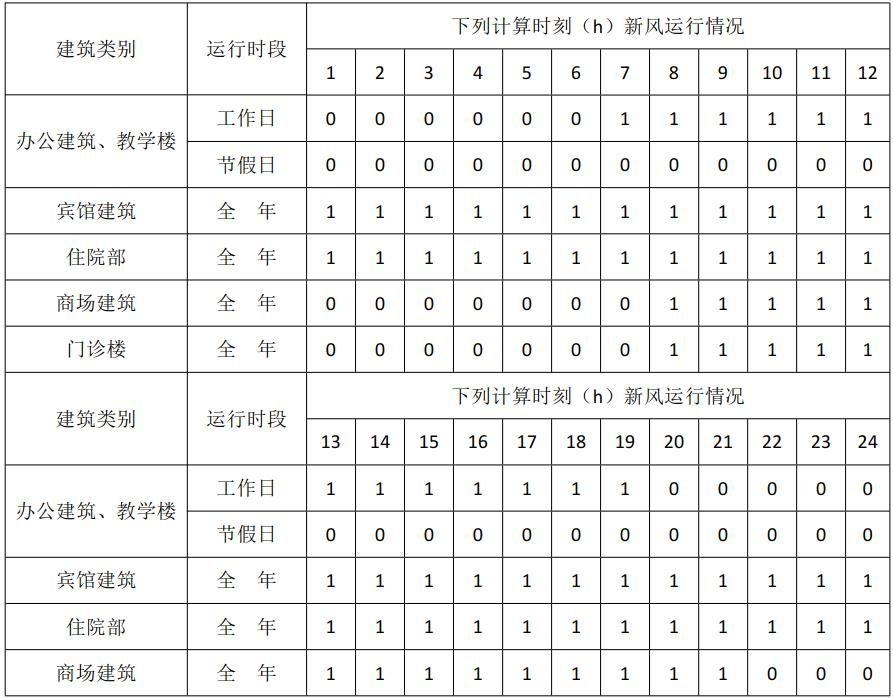 建筑类别 运行时段 下列计算时刻（h）新风运行情况
1 2 3 4 5 6 7 8 9 10 11 12
办公建筑、教学楼 工作日 0 0 0 0 0 0 1 1 1 1 1 1
节假日 0 0 0 0 0 0 0 0 0 0 0 0
宾馆建筑 全 年 1 1 1 1 1 1 1 1 1 1 1 1
住院部 全 年 1 1 1 1 1 1 1 1 1 1 1 1
商场建筑 全 年 0 0 0 0 0 0 0 1 1 1 1 1
门诊楼 全 年 0 0 0 0 0 0 0 1 1 1 1 1
建筑类别 运行时段 下列计算时刻（h）新风运行情况
13 14 15 16 17 18 19 20 21 22 23 24
办公建筑、教学楼 工作日 1 1 1 1 1 1 1 0 0 0 0 0
节假日 0 0 0 0 0 0 0 0 0 0 0 0
宾馆建筑 全 年 1 1 1 1 1 1 1 1 1 1 1 1
住院部 全 年 1 1 1 1 1 1 1 1 1 1 1 1
商场建筑 全 年 1 1 1 1 1 1 1 1 1 0 0 0